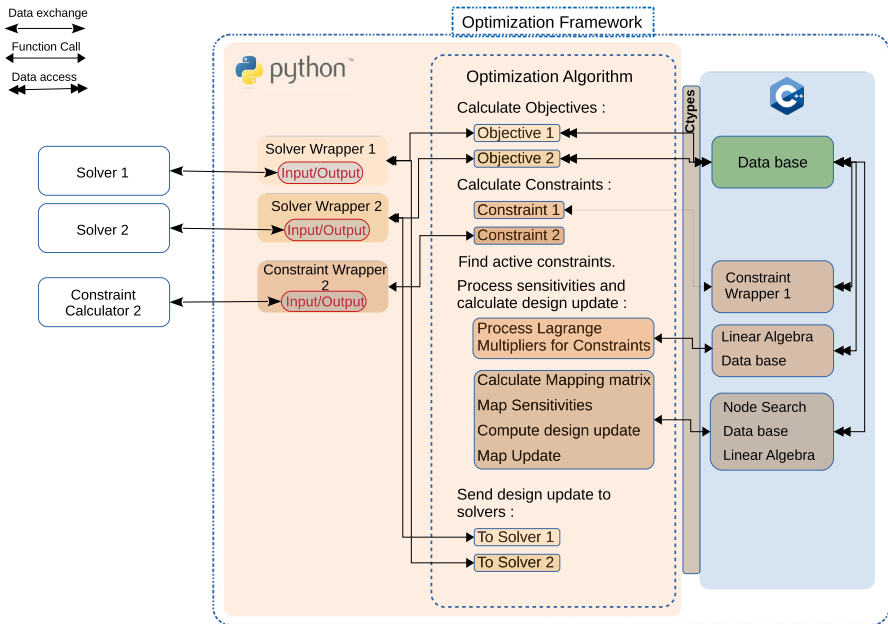 Data exchange
Function Call
Data access
Optimization Framework
python™
Optimization Algorithm
Calculate Objectives :
Objective 1
Objective 2
Calculate Constraints :
Constraint 1
Constraint 2
Find active constraints.
Process sensitivities and
calculate design update :
Process Lagrange
Multipliers for Constraints
Calculate Mapping matrix
Map Sensitivities
Compute design update
Map Update
Send design update to
solvers :
To Solver 1
To Solver 2
Solver 1
Solver 2
Constraint
Calculator 2
Solver Wrapper 1
Input/Output
Solver Wrapper 2
Input/Output
Constraint Wrapper
2
Input/Output
Ctypes
C++
Data base
Constraint
Wrapper 1
Linear Algebra
Data base
Node Search
Data base
Linear Algebra